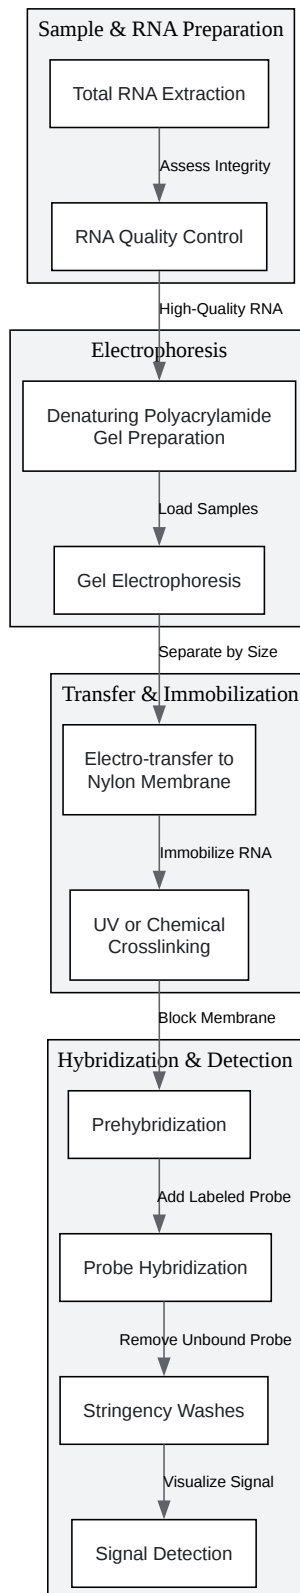 Sample & RNA Preparation
Total RNA Extraction
Assess Integrity
RNA Quality Control
High-Quality RNA
Electrophoresis
Denaturing Polyacrylamide
Gel Preparation
Load Samples
Gel Electrophoresis
Separate by Size
Transfer & Immobilization
Electro-transfer to
Nylon Membrane
Immobilize RNA
UV or Chemical
Crosslinking
Block Membrane
Hybridization & Detection
Prehybridization
Add Labeled Probe
Probe Hybridization
Remove Unbound Probe
Stringency Washes
Visualize Signal
Signal Detection